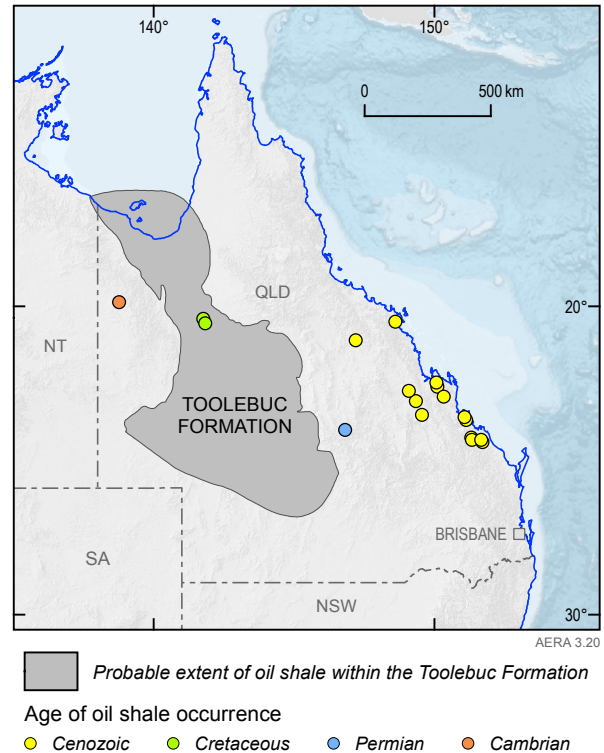 140°
150°
0
500 km
QLD
20°
NT
TOOLEBUC
FORMATION
BRISBANE
SA
NSW
30°
AERA 3.20
Probable extent of oil shale within the Toolebuc Formation
Age of oil shale occurrence
Cenozoic
Cretaceous
Permian
Cambrian